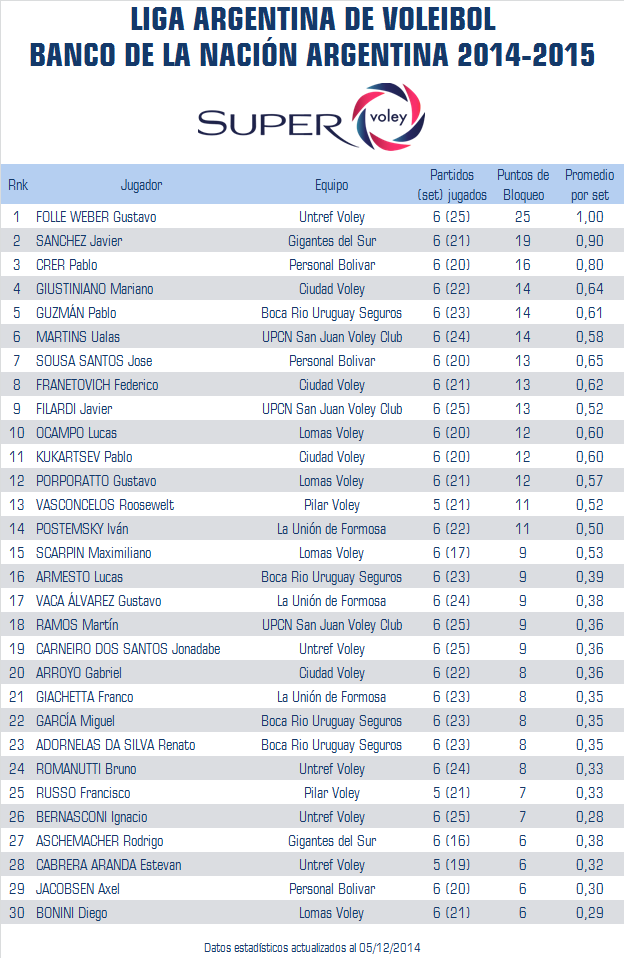 LIGA ARGENTINA DE VOLEIBOL
BANCO DE LA NACIÓN ARGENTINA 2014-2015
SUPER voley
Rnk Jugador Equipo Partidos (set) jugados Puntos de Bloqueo Promedio por set
1 FOLLE WEBER Gustavo Untref Voley 6 (25) 25 1,00
2 SANCHEZ Javier Gigantes del Sur 6 (21) 19 0,90
3 CRER Pablo Personal Bolivar 6 (20) 16 0,80
4 GIUSTINIANO Mariano Ciudad Voley 6 (22) 14 0,64
5 GUZMÁN Pablo Boca Rio Uruguay Seguros 6 (23) 14 0,61
6 MARTINS Ualas UPCN San Juan Voley Club 6 (24) 14 0,58
7 SOUSA SANTOS Jose Personal Bolivar 6 (20) 13 0,65
8 FRANETOVICH Federico Ciudad Voley 6 (21) 13 0,62
9 FILARDI Javier UPCN San Juan Voley Club 6 (25) 13 0,52
10 OCAMPO Lucas Lomas Voley 6 (20) 12 0,60
11 KUKARTSEV Pablo Ciudad Voley 6 (20) 12 0,60
12 PORPORATTO Gustavo Lomas Voley 6 (21) 12 0,57
13 VASCONCELOS Roosewelt Pilar Voley 5 (21) 11 0,52
14 POSTEMSKY Iván La Unión de Formosa 6 (22) 11 0,50
15 SCARPIN Maximiliano Lomas Voley 6 (17) 9 0,53
16 ARMESTO Lucas Boca Rio Uruguay Seguros 6 (23) 9 0,39
17 VACA ÁLVAREZ Gustavo La Unión de Formosa 6 (24) 9 0,38
18 RAMOS Martín UPCN San Juan Voley Club 6 (25) 9 0,36
19 CARNEIRO DOS SANTOS Jonadabe Untref Voley 6 (25) 9 0,36
20 ARROYO Gabriel Ciudad Voley 6 (22) 8 0,36
21 GIACHETTA Franco La Unión de Formosa 6 (23) 8 0,35
22 GARCÍA Miguel Boca Rio Uruguay Seguros 6 (23) 8 0,35
23 ADORNELAS DA SILVA Renato Boca Rio Uruguay Seguros 6 (23) 8 0,35
24 ROMANUTTI Bruno Untref Voley 6 (24) 8 0,33
25 RUSSO Francisco Pilar Voley 5 (21) 7 0,33
26 BERNASCONI Ignacio Untref Voley 6 (25) 7 0,28
27 ASCHEMACHER Rodrigo Gigantes del Sur 6 (16) 6 0,38
28 CABRERA ARANDA Estevan Untref Voley 5 (19) 6 0,32
29 JACOBSEN Axel Personal Bolivar 6 (20) 6 0,30
30 BONINI Diego Lomas Voley 6 (21) 6 0,29
Datos estadísticos actualizados al 05/12/2014